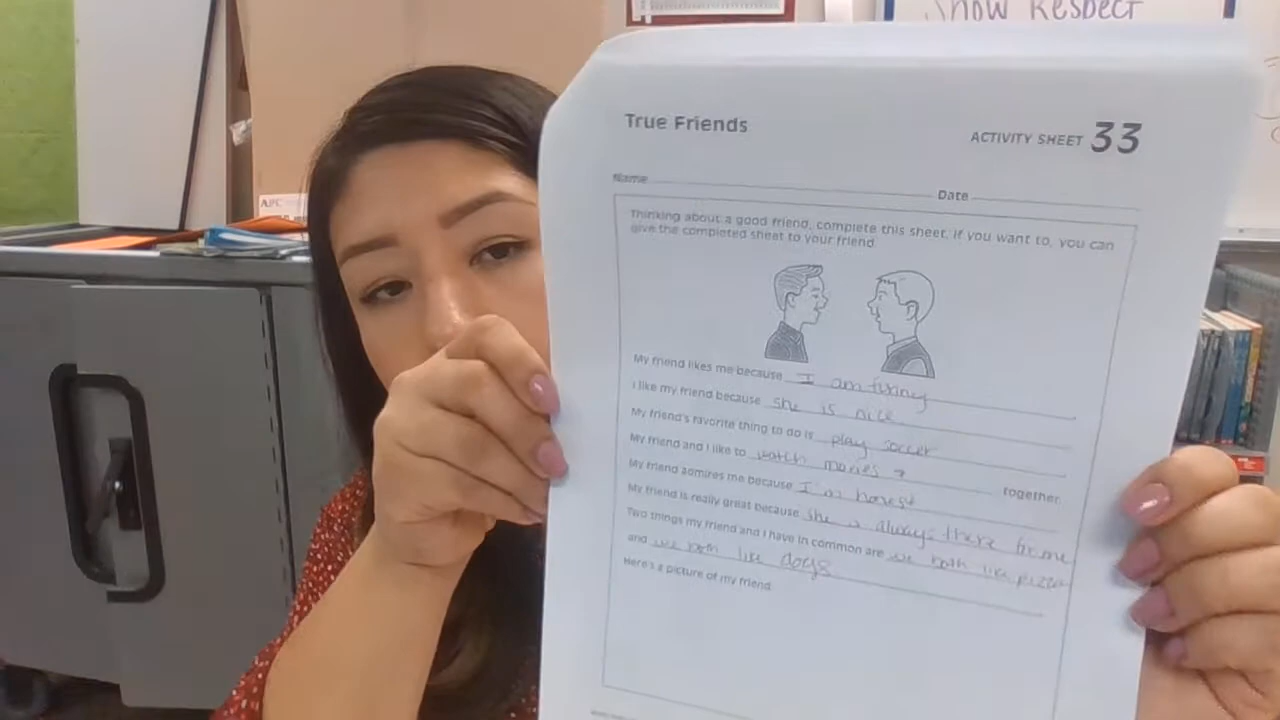 Show Respect
True Friends
ACTIVITY SHEET 33
Name
Date
Thinking about a good friend, complete this sheet. If you want to, you can
give the completed sheet to your friend.
My friend likes me because I am funny
I like my friend because she is nice
My friend's favorite thing to do is play soccer
My friend and I like to watch movies together.
My friend admires me because I'm honest
My friend is really great because she is always there for me
Two things my friend and I have in common are we both like pizza
and we both like dogs
Here's a picture of my friend